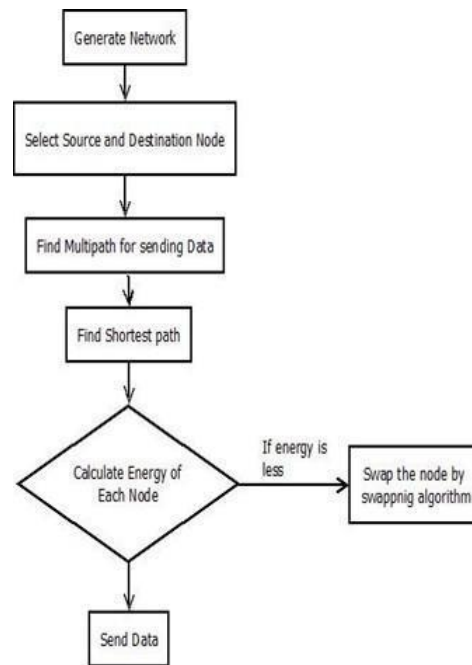 Generate Network
Select Source and Destination Node
Find Multipath for sending Data
Find Shortest path
Calculate Energy of
Each Node
If energy is
less
Swap the node by
swappnig algorithm
Send Data